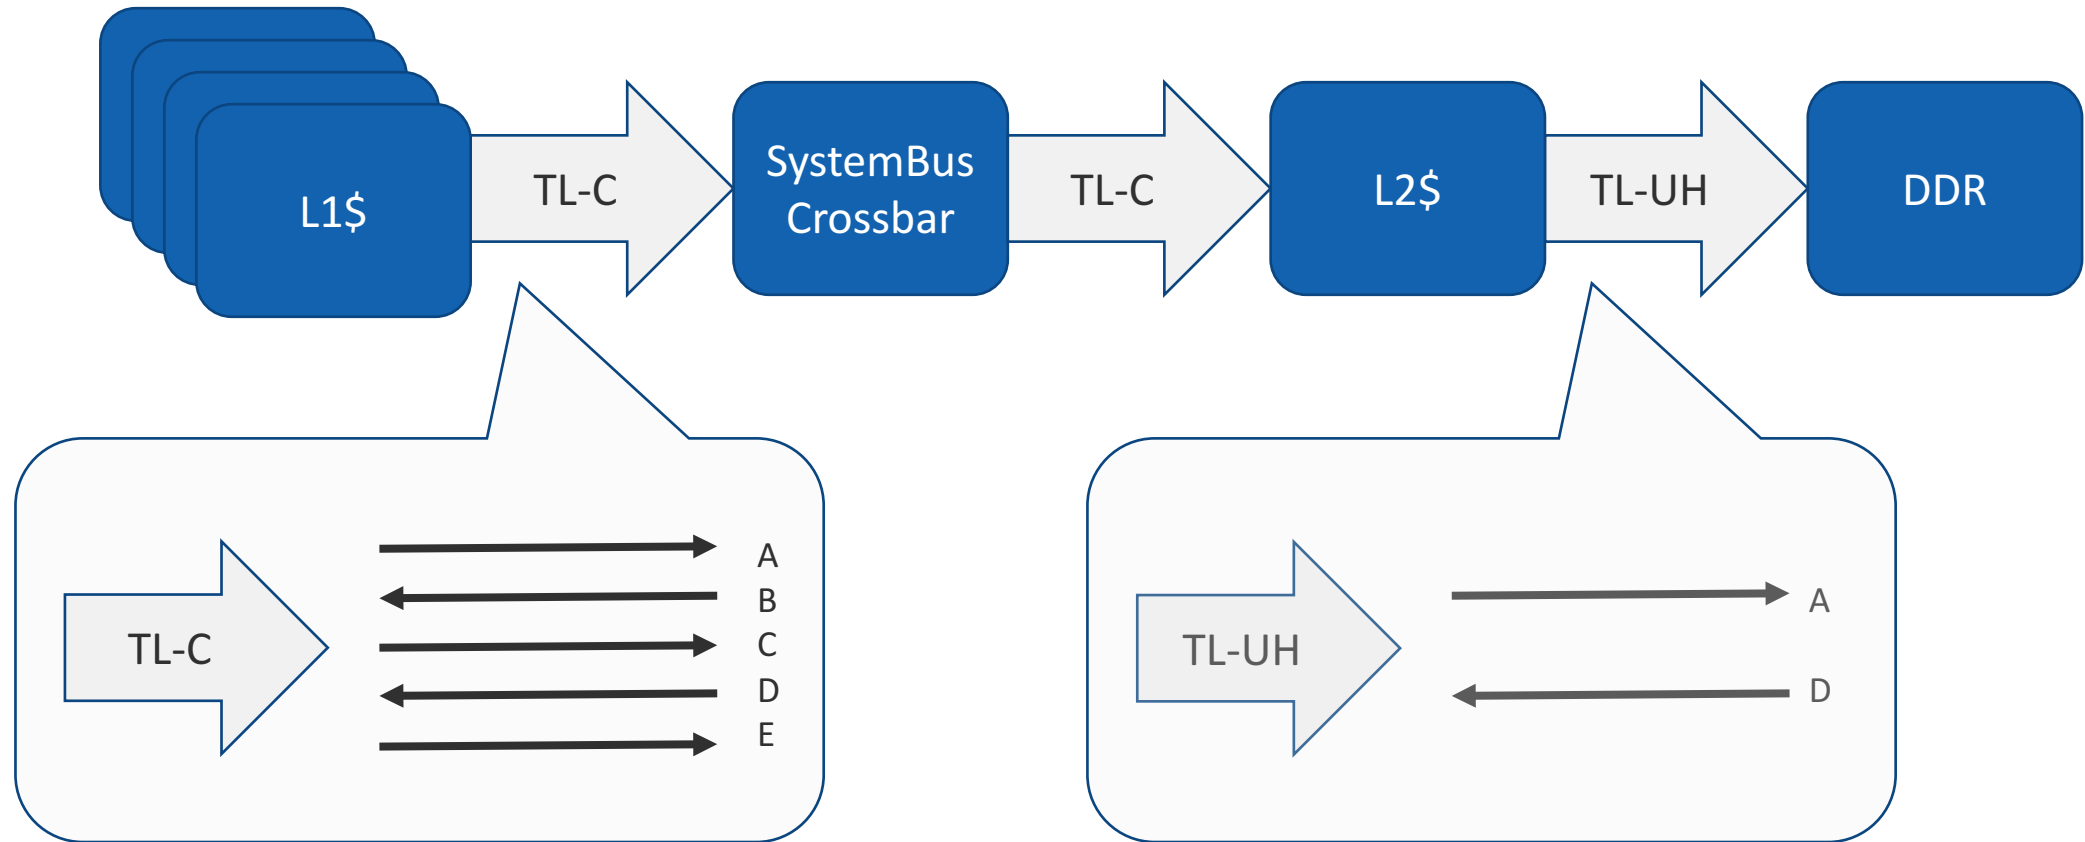 L1$
TL-C
SystemBus
Crossbar
TL-C
L2$
TL-UH
DDR
TL-C
A
B
C
D
E
TL-UH
A
D